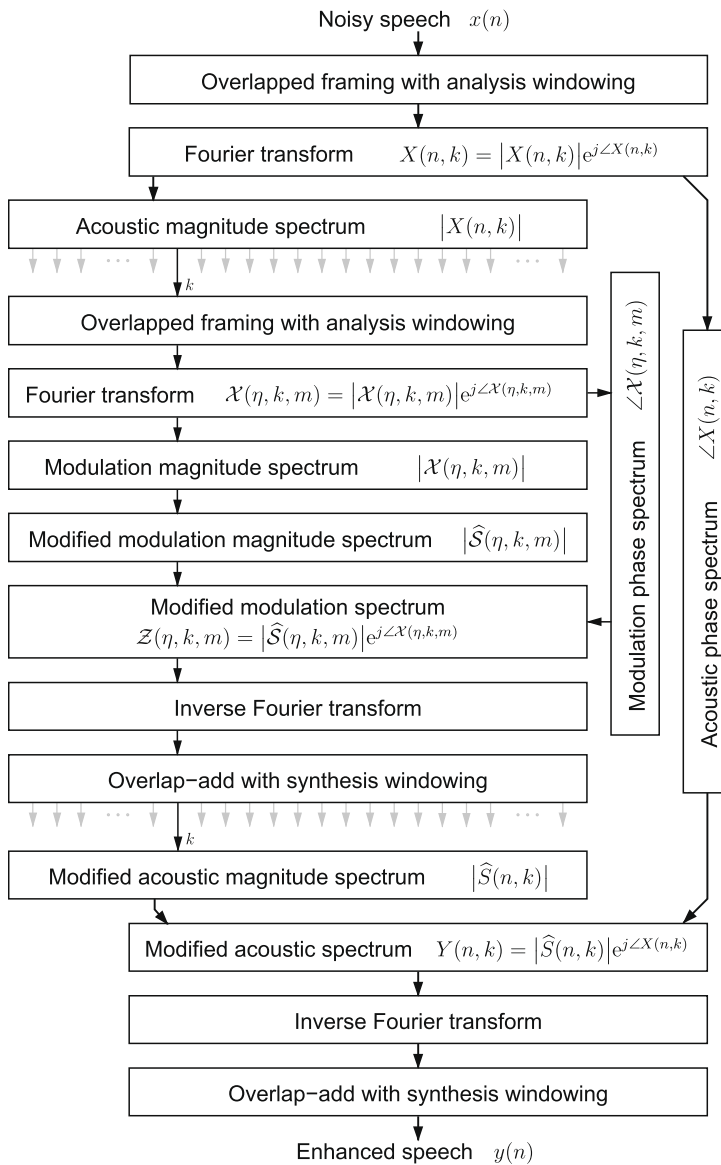 Noisy speech x(n)
Overlapped framing with analysis windowing
Fourier transform X(n, k) = |X(n, k)|e^{j∠X(n,k)}
Acoustic magnitude spectrum |X(n, k)|
··· ···
k
Overlapped framing with analysis windowing
Fourier transform 𝒳(η, k, m) = |𝒳(η, k, m)|e^{j∠𝒳(η,k,m)}
Modulation magnitude spectrum |𝒳(η, k, m)|
Modified modulation magnitude spectrum |𝒮̂(η, k, m)|
Modified modulation spectrum
𝒵(η, k, m) = |𝒮̂(η, k, m)|e^{j∠𝒳(η,k,m)}
Inverse Fourier transform
Overlap−add with synthesis windowing
··· ···
k
Modified acoustic magnitude spectrum |Ŝ(n, k)|
Modulation phase spectrum ∠𝒳(η, k, m)
Acoustic phase spectrum ∠X(n, k)
Modified acoustic spectrum Y(n, k) = |Ŝ(n, k)|e^{j∠X(n,k)}
Inverse Fourier transform
Overlap−add with synthesis windowing
Enhanced speech y(n)